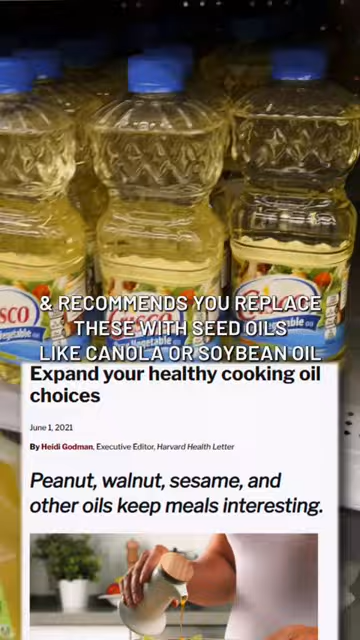 & RECOMMENDS YOU REPLACE
THESE WITH SEED OILS
LIKE CANOLA OR SOYBEAN OIL
Crisco
Vegetable
Expand your healthy cooking oil
choices
June 1, 2021
By Heidi Godman, Executive Editor, Harvard Health Letter
Peanut, walnut, sesame, and
other oils keep meals interesting.